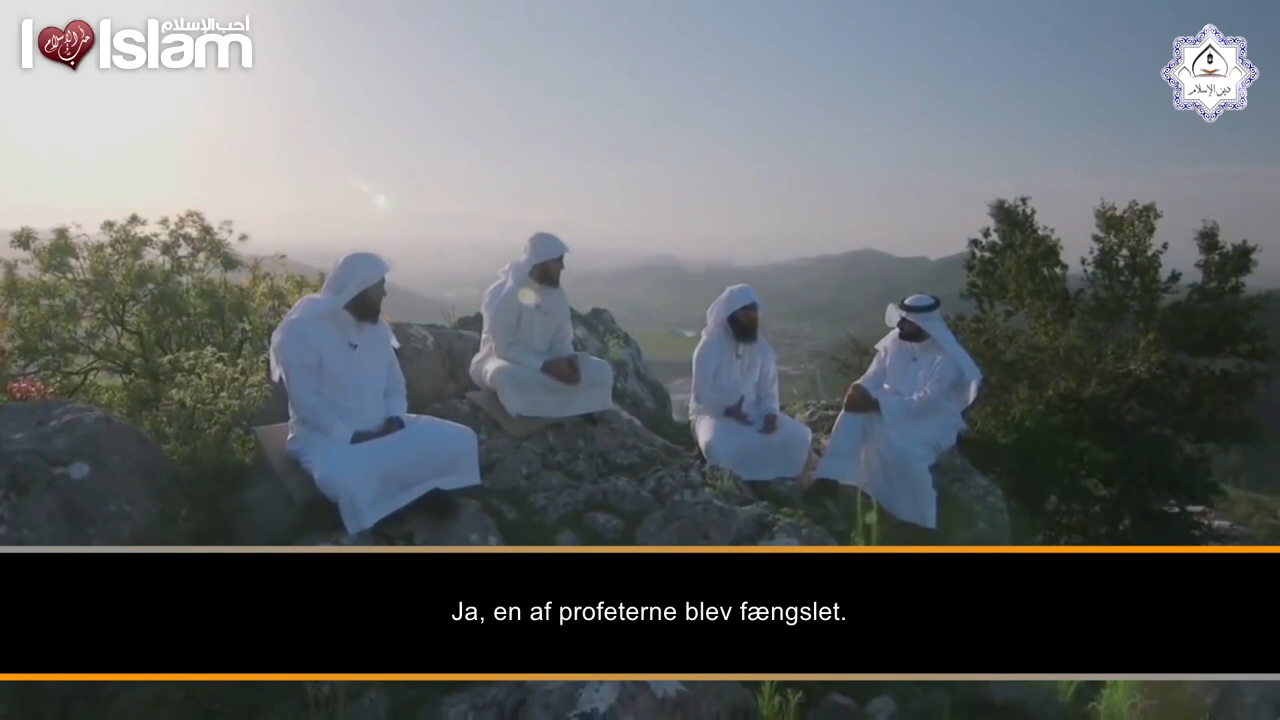 I Islam
أحب الإسلام
دين الإسلام
Ja, en af profeterne blev fængslet.